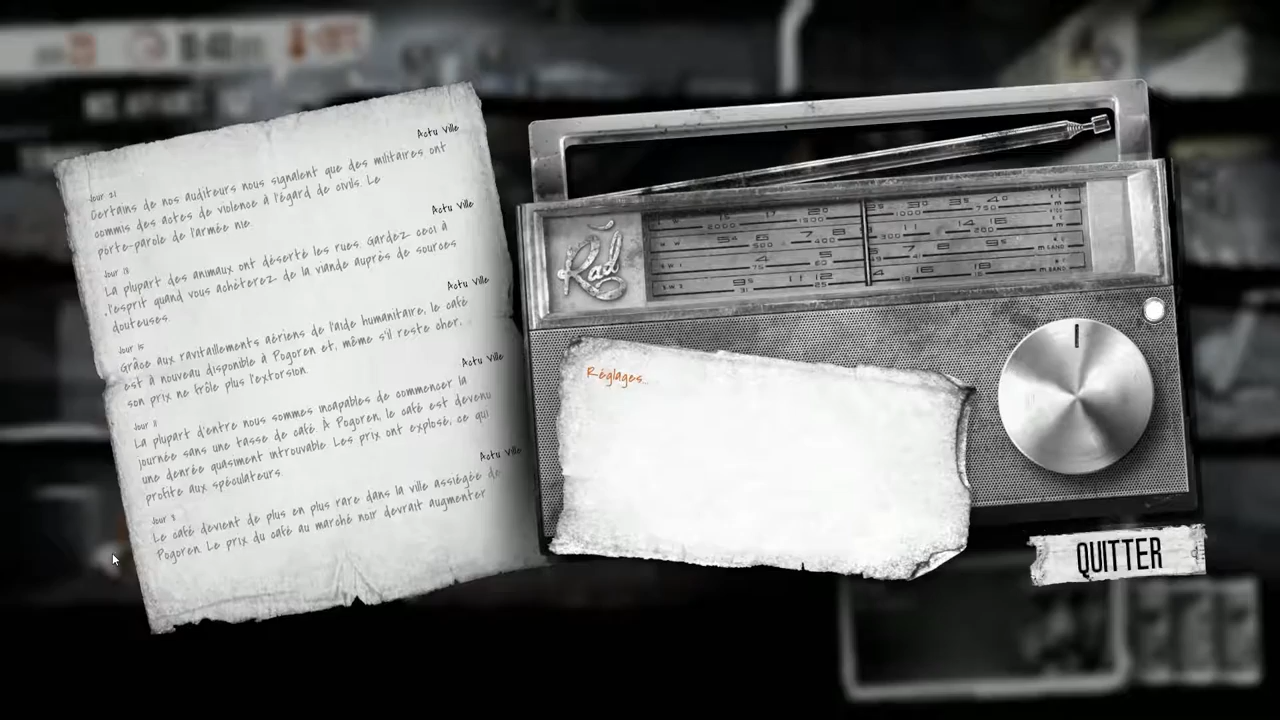 Actu Ville
Jour 21
Certains de nos auditeurs nous signalent que des militaires ont
commis des actes de violence à l'égard de civils. Le
porte-parole de l'armée nie.
Actu Ville
Jour 18
La plupart des animaux ont déserté les rues. Gardez ceci à
l'esprit quand vous achèterez de la viande auprès de sources
douteuses.
Actu Ville
Jour 15
Grâce aux ravitaillements aériens de l'aide humanitaire, le café
est à nouveau disponible à Pogoren et, même s'il reste cher,
son prix ne frôle plus l'extorsion.
Actu Ville
Jour 11
La plupart d'entre nous sommes incapables de commencer la
journée sans une tasse de café. À Pogoren, le café est devenu
une denrée quasiment introuvable. Les prix ont explosé, ce qui
profite aux spéculateurs.
Actu Ville
Jour 8
Le café devient de plus en plus rare dans la ville assiégée de
Pogoren. Le prix du café au marché noir devrait augmenter
Rad
Réglages...
QUITTER